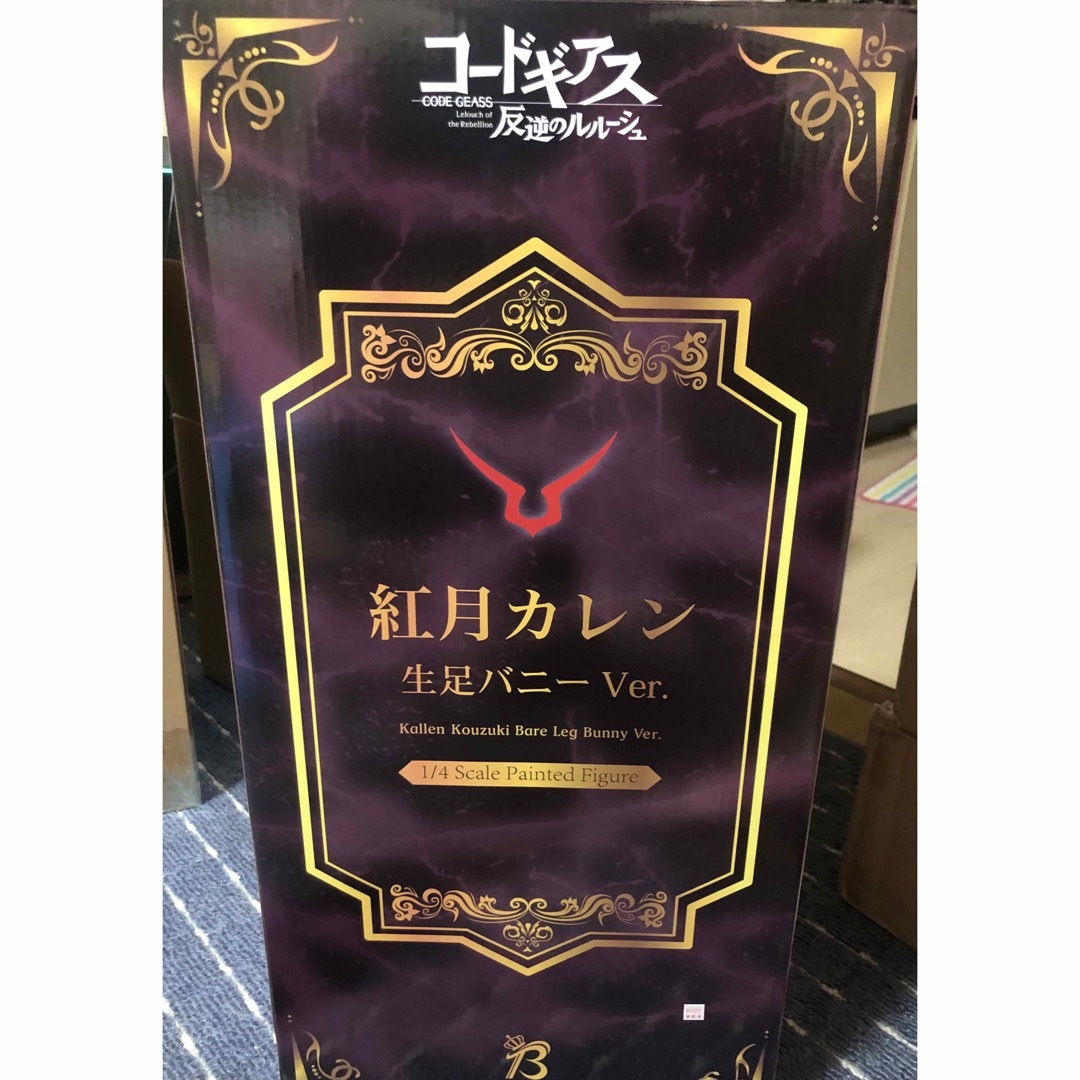 コードギアス
CODE GEASS
Lelouch of
the Rebellion
反逆のルルーシュ
紅月カレン
生足バニー Ver.
Kallen Kouzuki Bare Leg Bunny Ver.
1/4 Scale Painted Figure
B